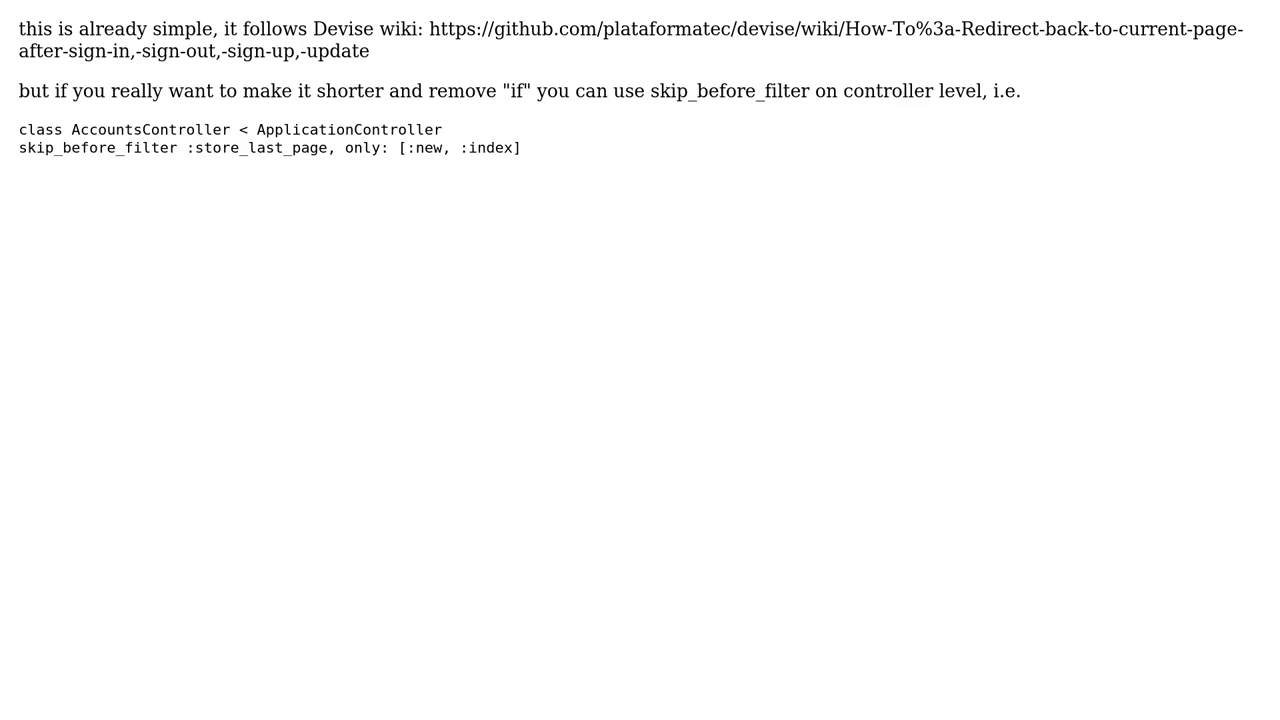 this is already simple, it follows Devise wiki: https://github.com/plataformatec/devise/wiki/How-To%3a-Redirect-back-to-current-page-
after-sign-in,-sign-out,-sign-up,-update
but if you really want to make it shorter and remove "if" you can use skip_before_filter on controller level, i.e.
class AccountsController < ApplicationController
skip_before_filter :store_last_page, only: [:new, :index]